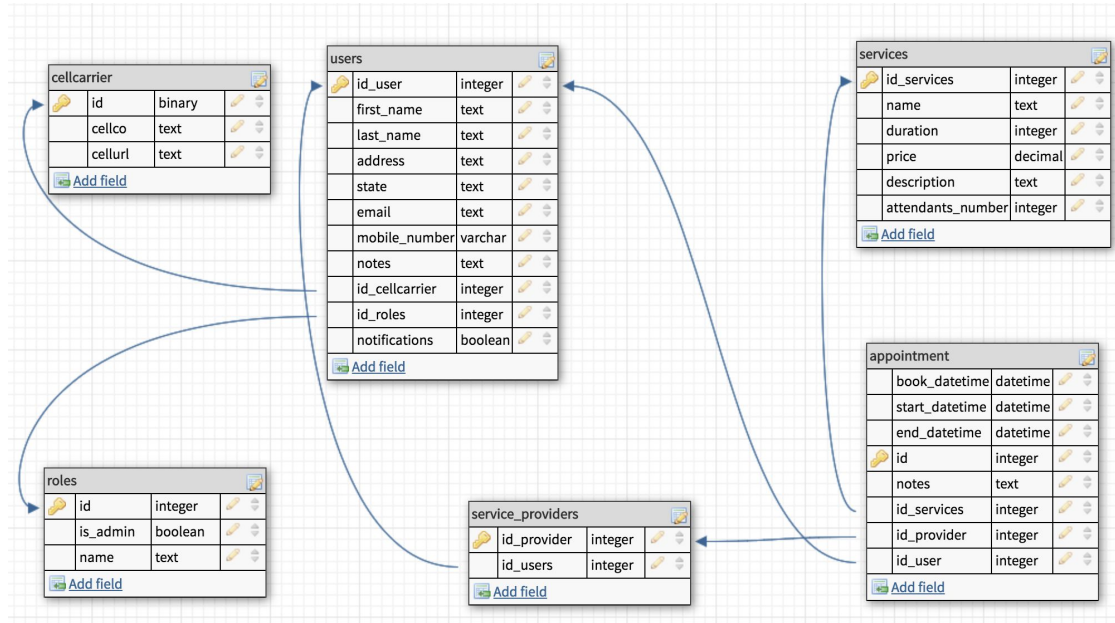 cellcarrier
id binary
cellco text
cellurl text
Add field
users
id_user integer
first_name text
last_name text
address text
state text
email text
mobile_number varchar
notes text
id_cellcarrier integer
id_roles integer
notifications boolean
Add field
services
id_services integer
name text
duration integer
price decimal
description text
attendants_number integer
Add field
roles
id integer
is_admin boolean
name text
Add field
service_providers
id_provider integer
id_users integer
Add field
appointment
book_datetime datetime
start_datetime datetime
end_datetime datetime
id integer
notes text
id_services integer
id_provider integer
id_user integer
Add field